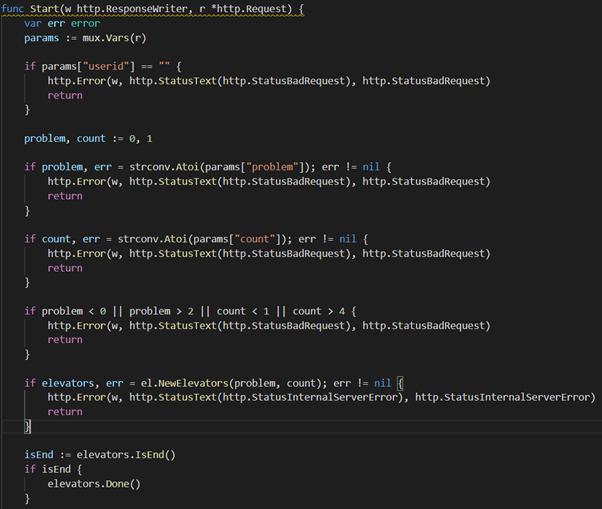 func Start(w http.ResponseWriter, r *http.Request) {
var err error
params := mux.Vars(r)
if params["userid"] == "" {
http.Error(w, http.StatusText(http.StatusBadRequest), http.StatusBadRequest)
return
}
problem, count := 0, 1
if problem, err = strconv.Atoi(params["problem"]); err != nil {
http.Error(w, http.StatusText(http.StatusBadRequest), http.StatusBadRequest)
return
}
if count, err = strconv.Atoi(params["count"]); err != nil {
http.Error(w, http.StatusText(http.StatusBadRequest), http.StatusBadRequest)
return
}
if problem < 0 || problem > 2 || count < 1 || count > 4 {
http.Error(w, http.StatusText(http.StatusBadRequest), http.StatusBadRequest)
return
}
if elevators, err = el.NewElevators(problem, count); err != nil {
http.Error(w, http.StatusText(http.StatusInternalServerError), http.StatusInternalServerError)
return
}
isEnd := elevators.IsEnd()
if isEnd {
elevators.Done()
}